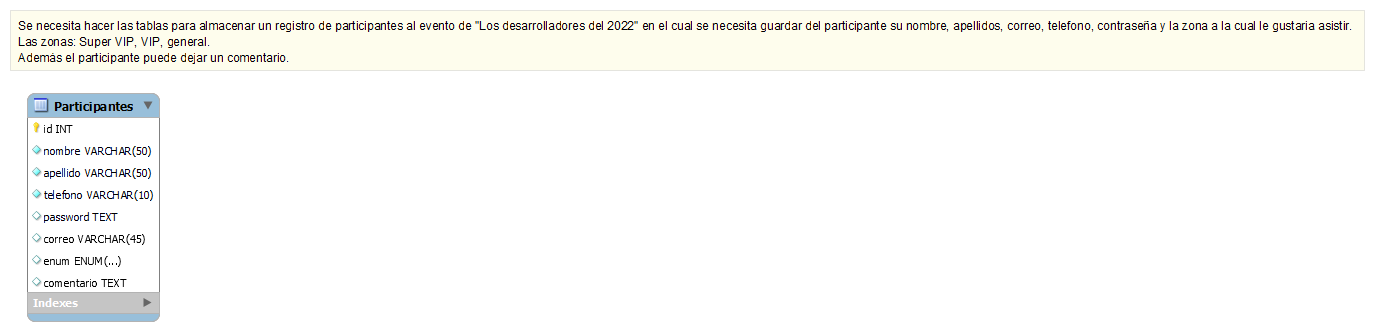 Se necesita hacer las tablas para almacenar un registro de participantes al evento de "Los desarrolladores del 2022" en el cual se necesita guardar del participante su nombre, apellidos, correo, telefono, contraseña y la zona a la cual le gustaria asistir.
Las zonas: Super VIP, VIP, general.
Además el participante puede dejar un comentario.
Participantes
id INT
nombre VARCHAR(50)
apellido VARCHAR(50)
telefono VARCHAR(10)
password TEXT
correo VARCHAR(45)
enum ENUM(...)
comentario TEXT
Indexes